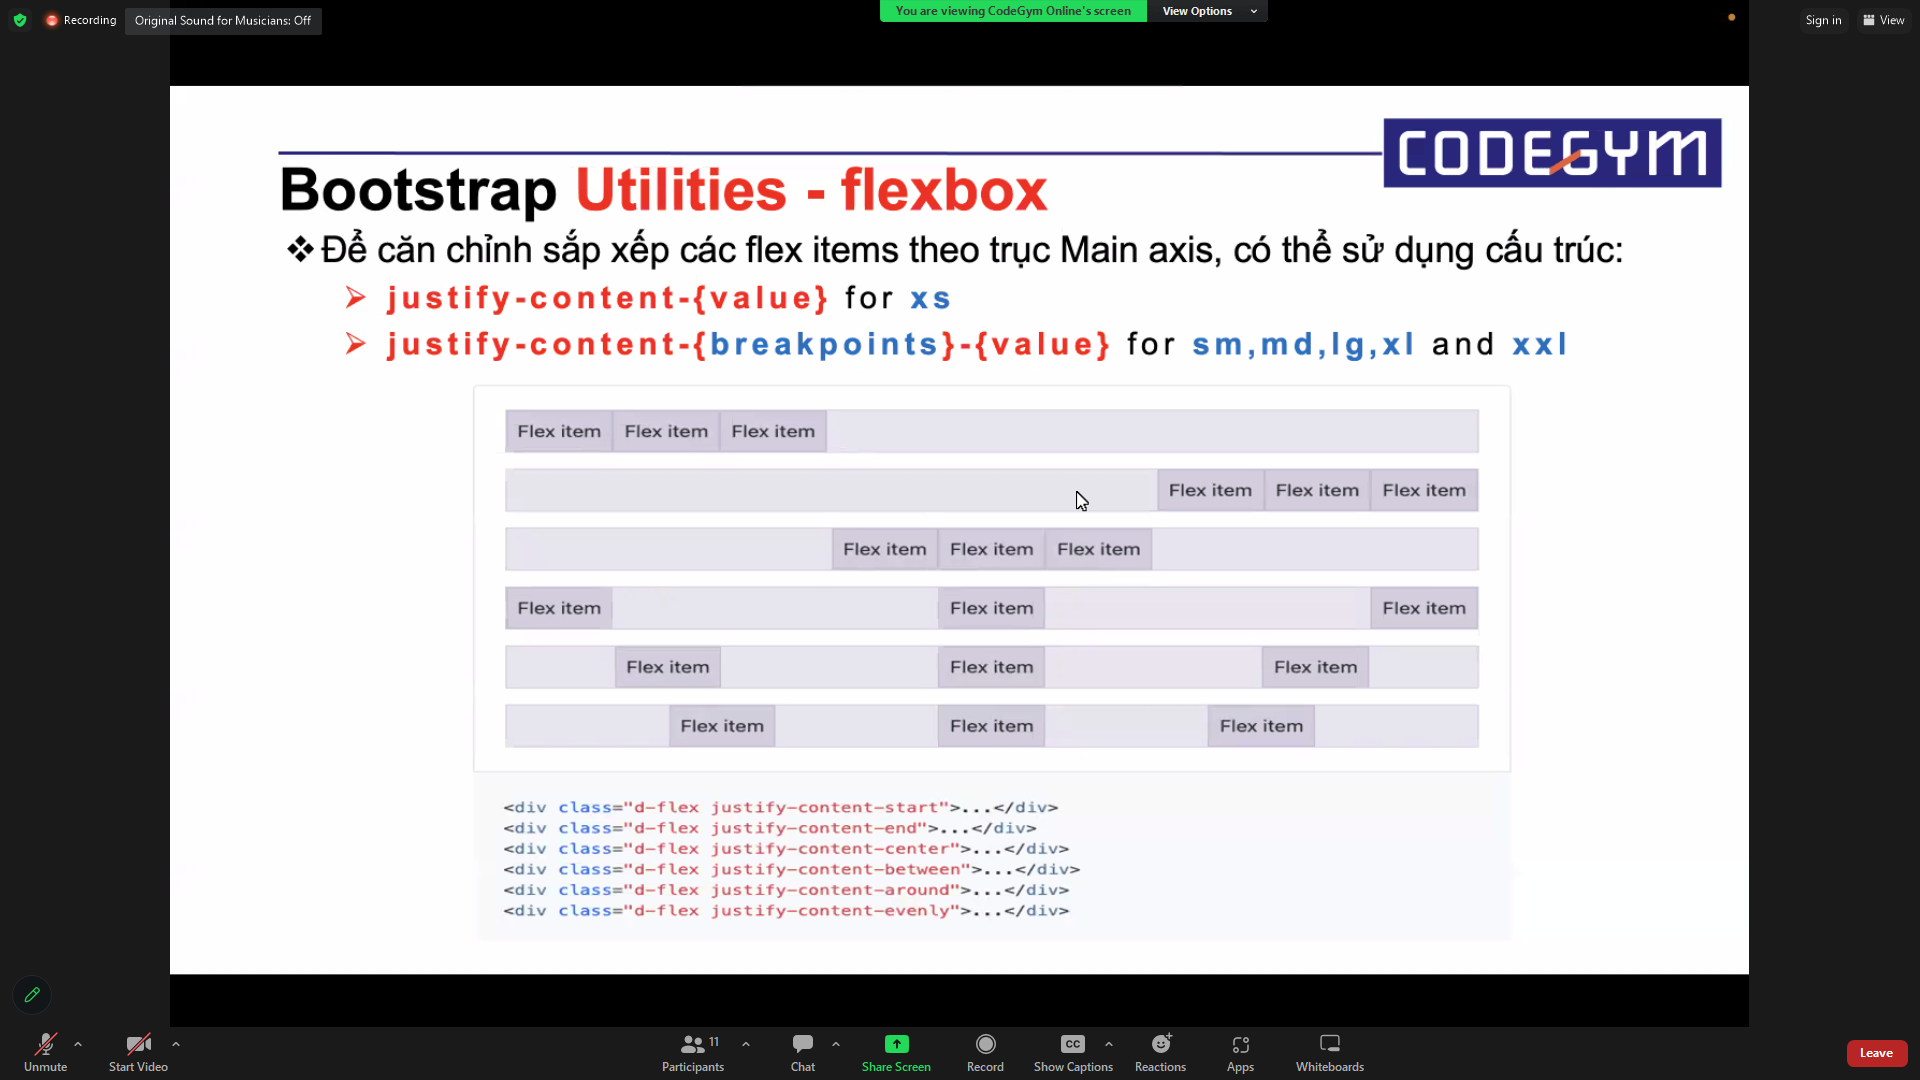 Recording
Original Sound for Musicians: Off
You are viewing CodeGym Online's screen
View Options
Sign in
View
CODEGYM
Bootstrap Utilities - flexbox
❖ Để căn chỉnh sắp xếp các flex items theo trục Main axis, có thể sử dụng cấu trúc:
➢ justify-content-{value} for xs
➢ justify-content-{breakpoints}-{value} for sm,md,lg,xl and xxl
Flex item Flex item Flex item
Flex item Flex item Flex item
Flex item Flex item Flex item
Flex item Flex item Flex item
Flex item Flex item Flex item
Flex item Flex item Flex item
<div class="d-flex justify-content-start">...</div>
<div class="d-flex justify-content-end">...</div>
<div class="d-flex justify-content-center">...</div>
<div class="d-flex justify-content-between">...</div>
<div class="d-flex justify-content-around">...</div>
<div class="d-flex justify-content-evenly">...</div>
11
CC
Unmute
Start Video
Participants
Chat
Share Screen
Record
Show Captions
Reactions
Apps
Whiteboards
Leave